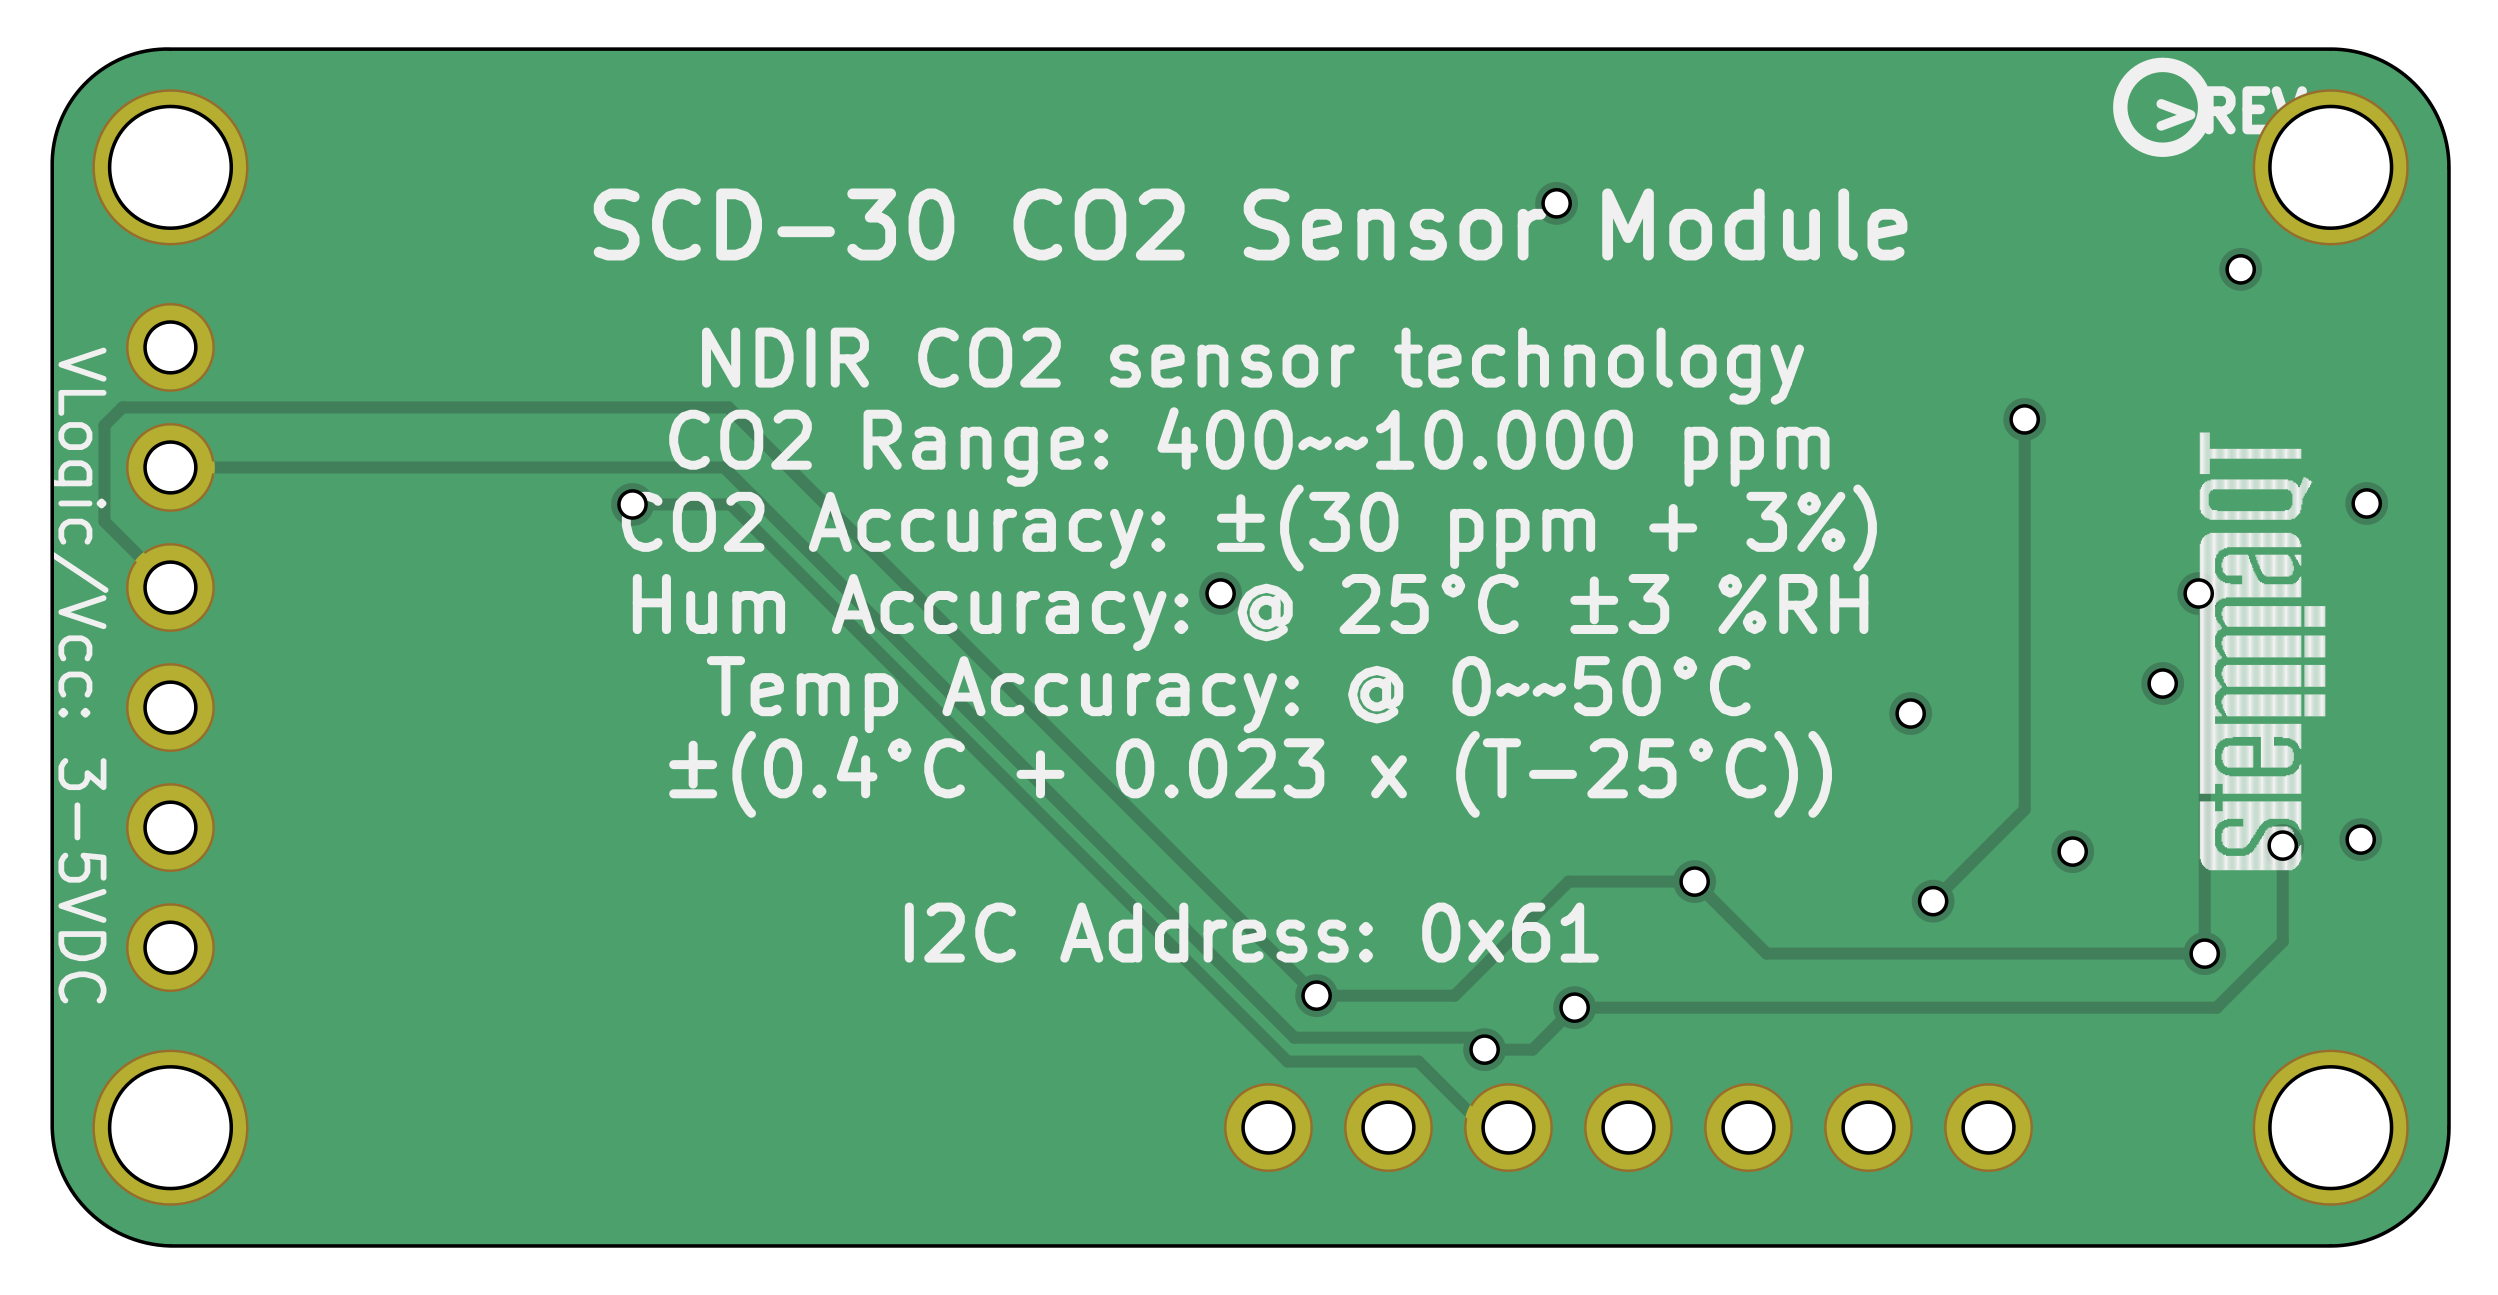 >REV
SCD-30 CO2 Sensor Module
NDIR CO2 sensor technology
CO2 Range: 400~~10.000 ppm
CO2 Accuracy: ±(30 ppm + 3%)
Hum Accuracy: @ 25°C ±3 %RH
Temp Accuracy: @ 0~~50°C
±(0.4°C + 0.023 x (T-25°C))
I2C Address: 0x61
VLogic/Vcc: 3-5VDC